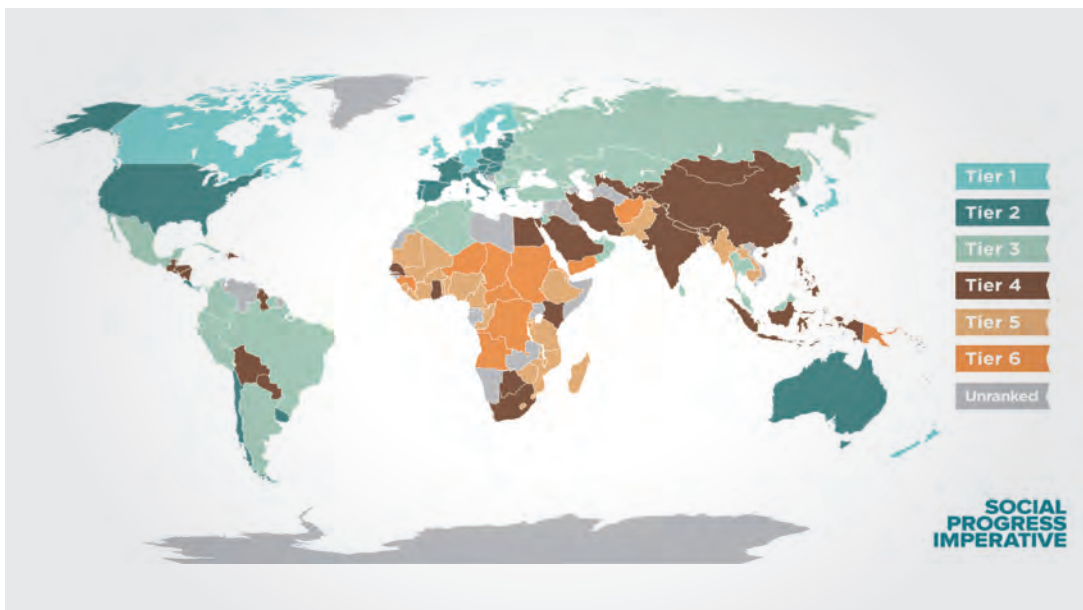 Tier 1
Tier 2
Tier 3
Tier 4
Tier 5
Tier 6
Unranked
SOCIAL
PROGRESS
IMPERATIVE